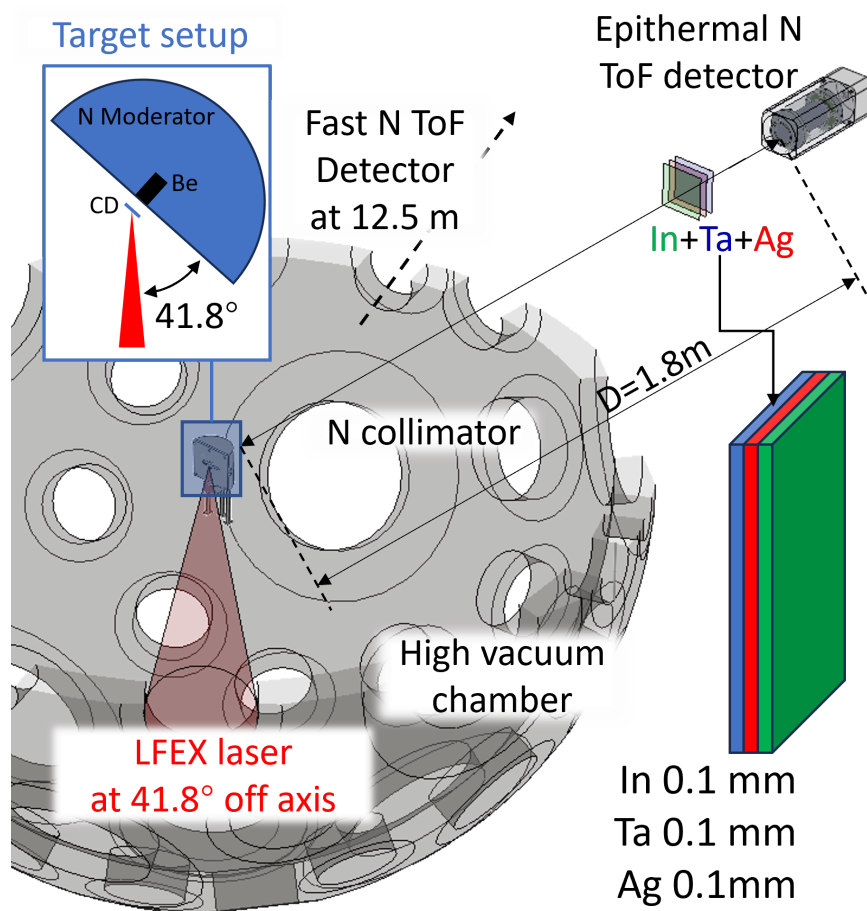 Target setup
N Moderator
Be
CD
41.8°
Fast N ToF
Detector
at 12.5 m
Epithermal N
ToF detector
In+Ta+Ag
D=1.8m
N collimator
High vacuum
chamber
LFEX laser
at 41.8° off axis
In 0.1 mm
Ta 0.1 mm
Ag 0.1mm